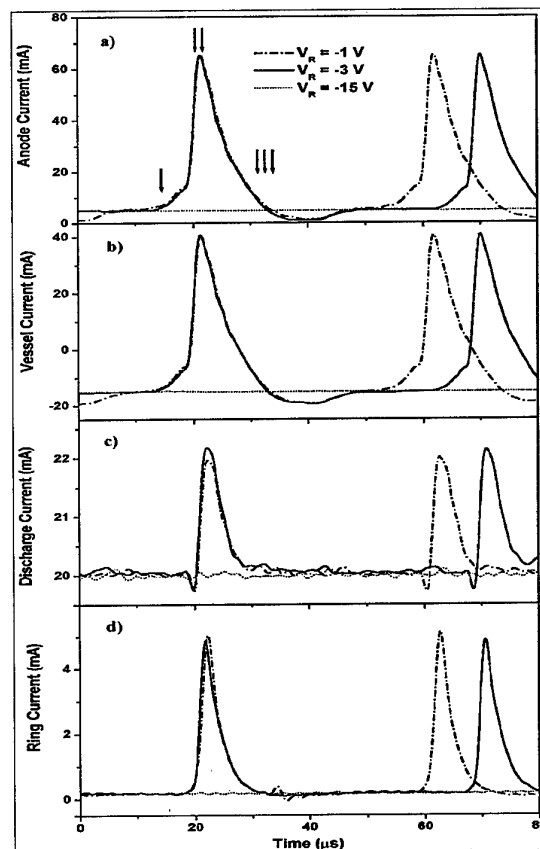 a)
V_R = -1 V
V_R = -3 V
V_R = -15 V
Anode Current (mA)
80
60
40
20
0
b)
Vessel Current (mA)
40
20
0
-20
c)
Discharge Current (mA)
22
21
20
d)
Ring Current (mA)
4
2
0
0
20
40
60
8
Time (µs)